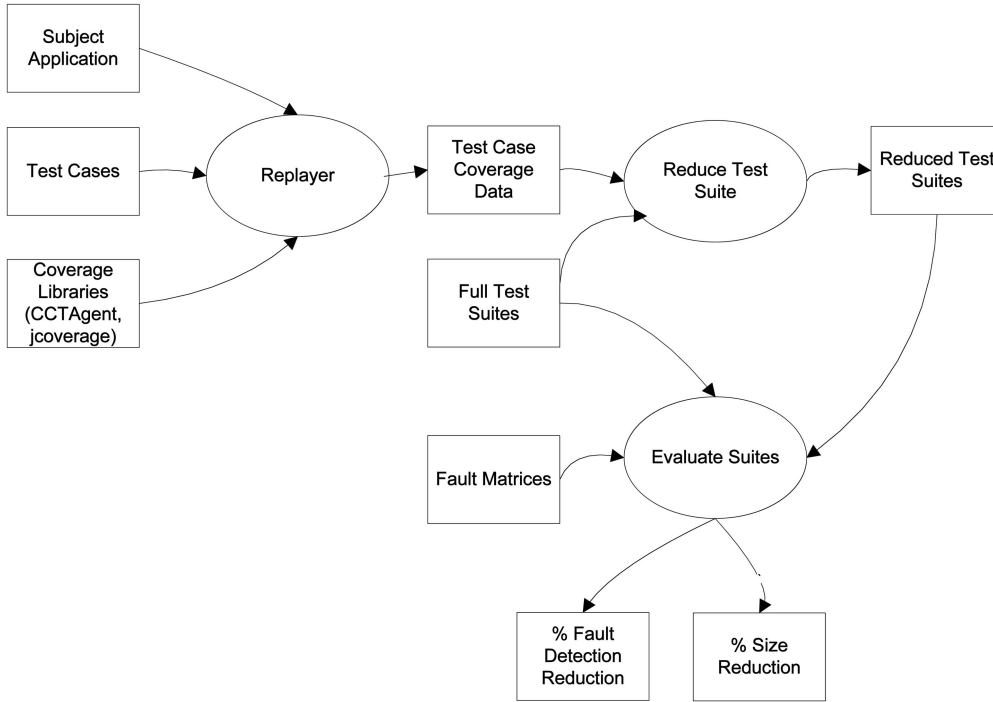 Subject
Application
Test Cases
Coverage
Libraries
(CCTAgent,
jcoverage)
Replayer
Test Case
Coverage
Data
Full Test
Suites
Fault Matrices
Reduce Test
Suite
Reduced Test
Suites
Evaluate Suites
% Fault
Detection
Reduction
% Size
Reduction